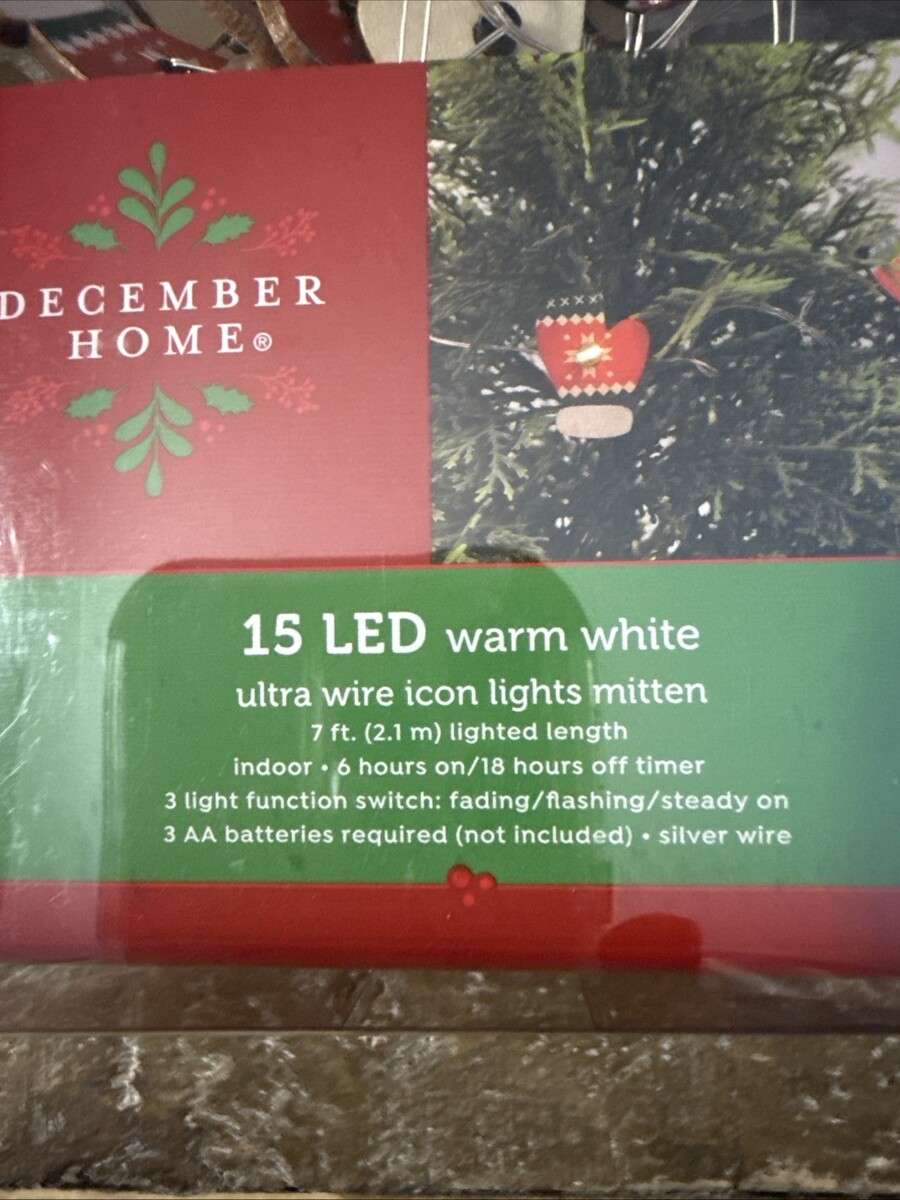 DECEMBER
HOME®
15 LED warm white
ultra wire icon lights mitten
7 ft. (2.1 m) lighted length
indoor • 6 hours on/18 hours off timer
3 light function switch: fading/flashing/steady on
3 AA batteries required (not included) • silver wire